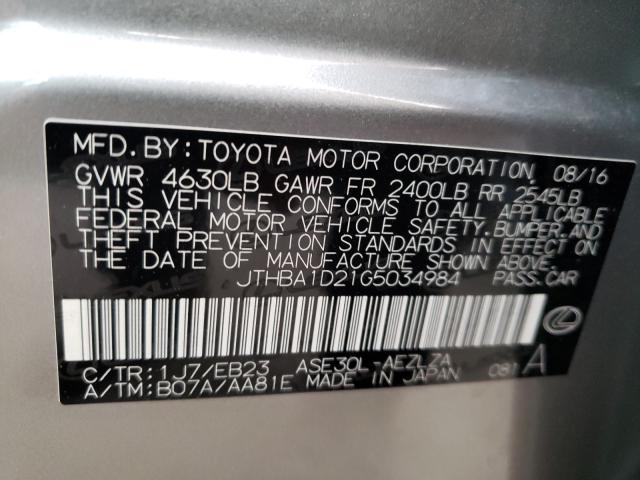 MFD. BY: TOYOTA MOTOR CORPORATION 08/16
GVWR 4630LB GAWR FR 2400LB RR 2545LB
THIS VEHICLE CONFORMS TO ALL APPLICABLE
FEDERAL MOTOR VEHICLE SAFETY, BUMPER, AND
THEFT PREVENTION STANDARDS IN EFFECT ON
THE DATE OF MANUFACTURE SHOWN ABOVE.
JTHBA1D21G5034984 PASS. CAR
C/TR: 1J7/EB23 ASE30L-AEZLZA
A/TM: B07A/AA81E MADE IN JAPAN 081 A